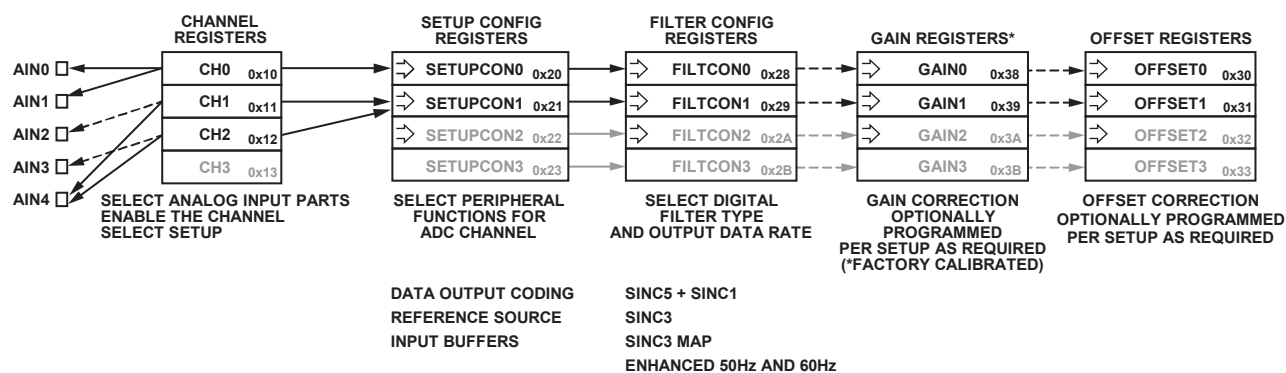 CHANNEL
REGISTERS
SETUP CONFIG
REGISTERS
FILTER CONFIG
REGISTERS
GAIN REGISTERS*
OFFSET REGISTERS
AIN0
AIN1
AIN2
AIN3
AIN4
CH0 0x10
CH1 0x11
CH2 0x12
CH3 0x13
SELECT ANALOG INPUT PARTS
ENABLE THE CHANNEL
SELECT SETUP
SETUPCON0 0x20
SETUPCON1 0x21
SETUPCON2 0x22
SETUPCON3 0x23
SELECT PERIPHERAL
FUNCTIONS FOR
ADC CHANNEL
DATA OUTPUT CODING
REFERENCE SOURCE
INPUT BUFFERS
FILTCON0 0x28
FILTCON1 0x29
FILTCON2 0x2A
FILTCON3 0x2B
SELECT DIGITAL
FILTER TYPE
AND OUTPUT DATA RATE
SINC5 + SINC1
SINC3
SINC3 MAP
ENHANCED 50Hz AND 60Hz
GAIN0 0x38
GAIN1 0x39
GAIN2 0x3A
GAIN3 0x3B
GAIN CORRECTION
OPTIONALLY
PROGRAMMED
PER SETUP AS REQUIRED
(*FACTORY CALIBRATED)
OFFSET0 0x30
OFFSET1 0x31
OFFSET2 0x32
OFFSET3 0x33
OFFSET CORRECTION
OPTIONALLY PROGRAMMED
PER SETUP AS REQUIRED